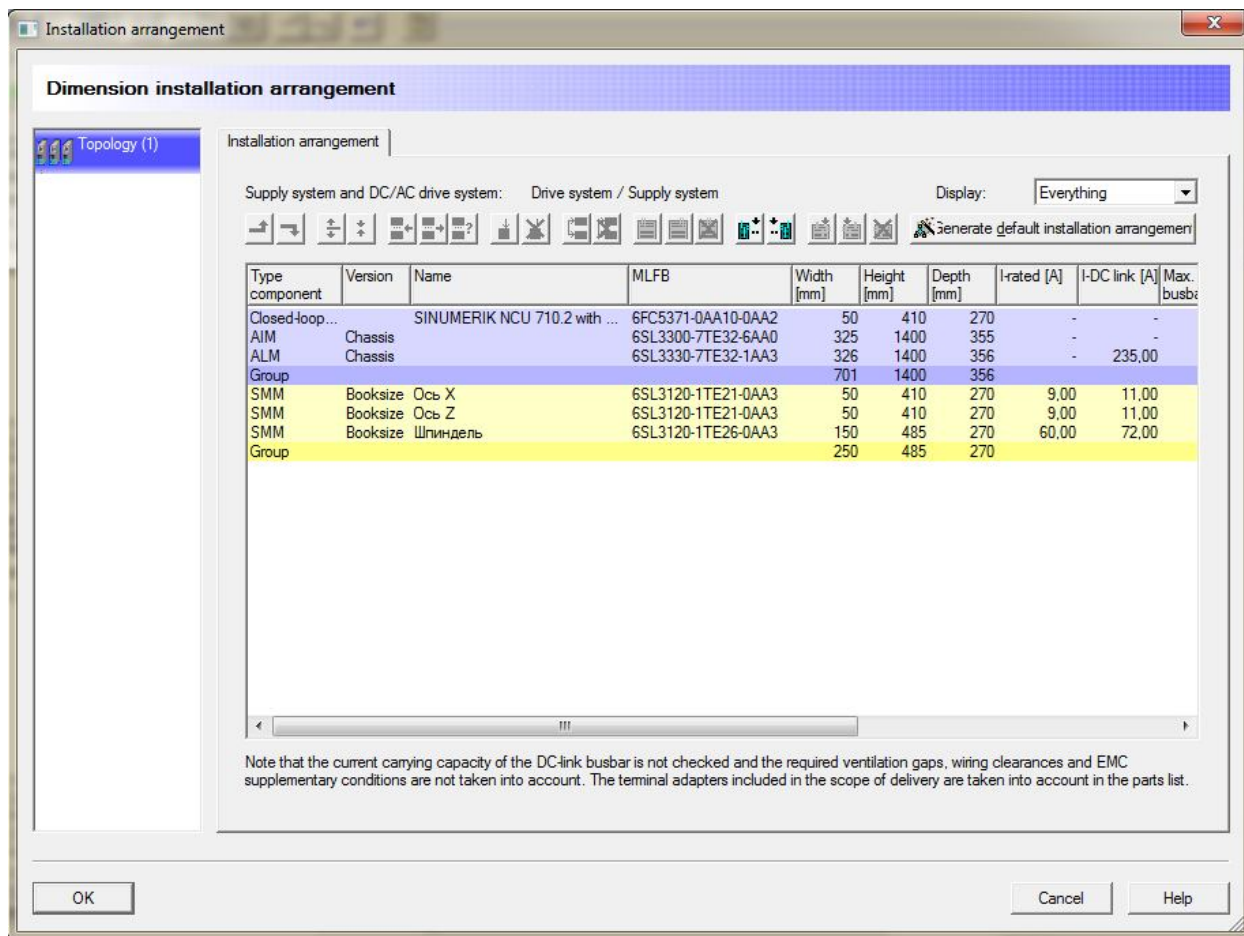 Installation arrangement
Dimension installation arrangement
Topology (1)
Installation arrangement
Supply system and DC/AC drive system: Drive system / Supply system Display: Everything
Generate default installation arrangemen
Type component Version Name MLFB Width [mm] Height [mm] Depth [mm] I-rated [A] I-DC link [A] Max. busba
Closed-loop... SINUMERIK NCU 710.2 with ... 6FC5371-0AA10-0AA2 50 410 270 - -
AIM Chassis 6SL3300-7TE32-6AA0 325 1400 355 - -
ALM Chassis 6SL3330-7TE32-1AA3 326 1400 356 - 235,00
Group 701 1400 356
SMM Booksize Ось X 6SL3120-1TE21-0AA3 50 410 270 9,00 11,00
SMM Booksize Ось Z 6SL3120-1TE21-0AA3 50 410 270 9,00 11,00
SMM Booksize Шпиндель 6SL3120-1TE26-0AA3 150 485 270 60,00 72,00
Group 250 485 270
Note that the current carrying capacity of the DC-link busbar is not checked and the required ventilation gaps, wiring clearances and EMC
supplementary conditions are not taken into account. The terminal adapters included in the scope of delivery are taken into account in the parts list.
OK Cancel Help